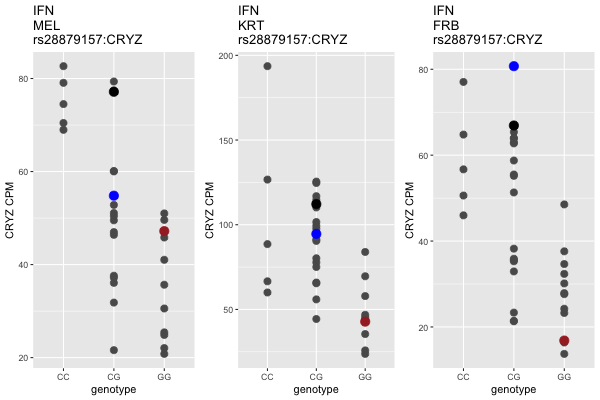 IFN
MEL
rs28879157:CRYZ
80
60
40
20
CRYZ CPM
CC
CG
GG
genotype
IFN
KRT
rs28879157:CRYZ
200
150
100
50
CRYZ CPM
CC
CG
GG
genotype
IFN
FRB
rs28879157:CRYZ
80
60
40
20
CRYZ CPM
CC
CG
GG
genotype